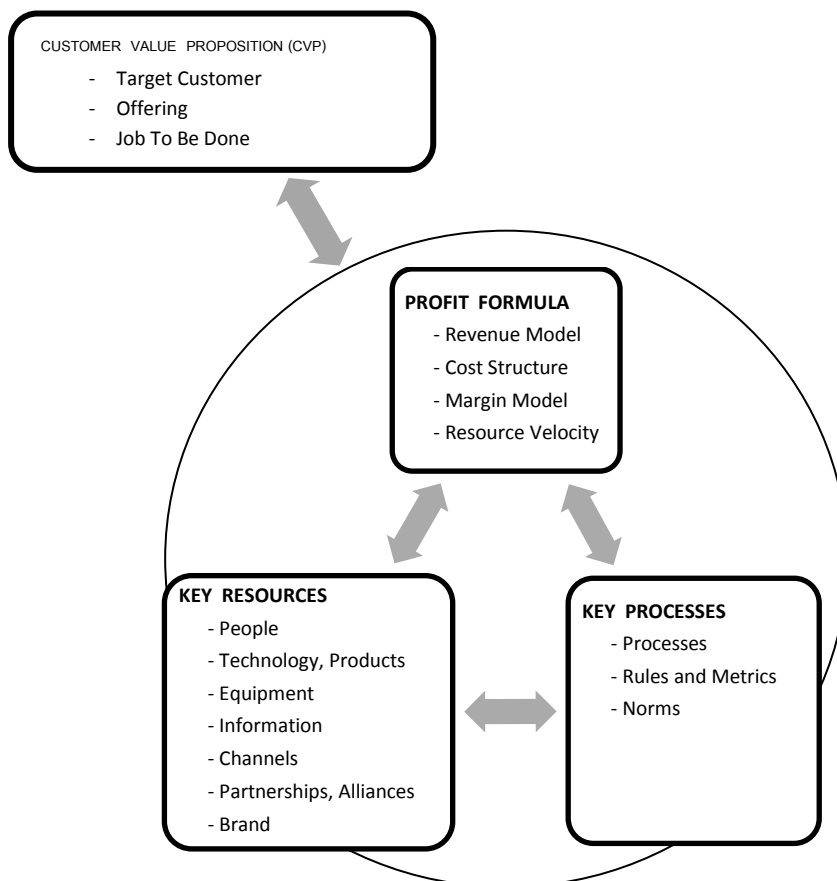 CUSTOMER VALUE PROPOSITION (CVP)
- Target Customer
- Offering
- Job To Be Done
PROFIT FORMULA
- Revenue Model
- Cost Structure
- Margin Model
- Resource Velocity
KEY RESOURCES
- People
- Technology, Products
- Equipment
- Information
- Channels
- Partnerships, Alliances
- Brand
KEY PROCESSES
- Processes
- Rules and Metrics
- Norms